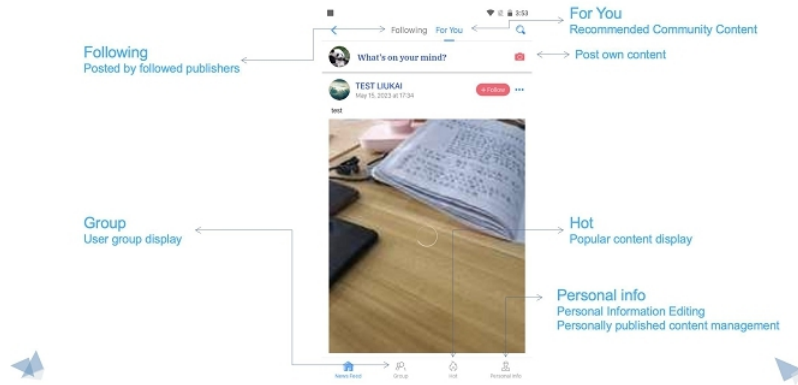 3:53
Following For You
For You
Recommended Community Content
Following
Posted by followed publishers
What's on your mind?
Post own content
TEST LIUKAI
May 15, 2023 at 17:34
+ Follow
test
Group
User group display
Hot
Popular content display
Personal info
Personal Information Editing
Personally published content management
News Feed
Group
Hot
Personal info